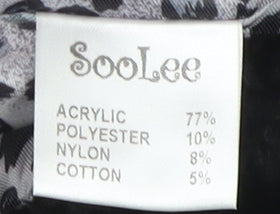 SooLee
ACRYLIC 77%
POLYESTER 10%
NYLON 8%
COTTON 5%